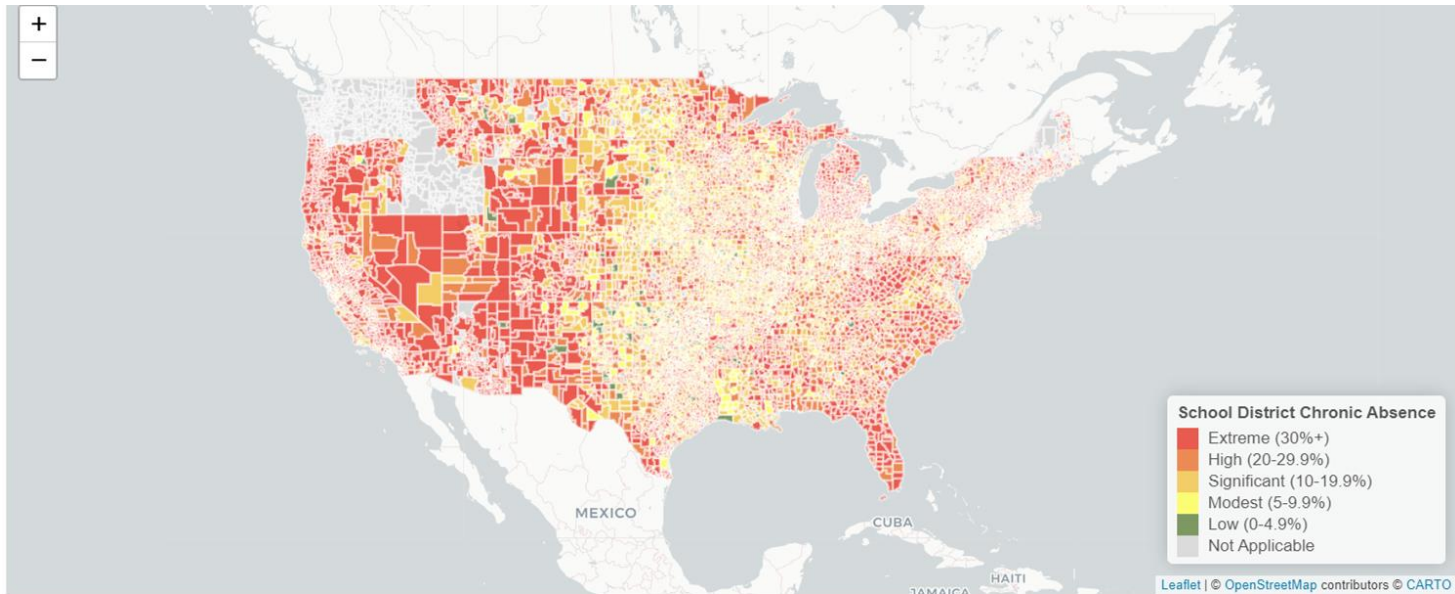 +
−
MEXICO
CUBA
HAITI
JAMAICA
School District Chronic Absence
Extreme (30%+)
High (20-29.9%)
Significant (10-19.9%)
Modest (5-9.9%)
Low (0-4.9%)
Not Applicable
Leaflet | © OpenStreetMap contributors © CARTO